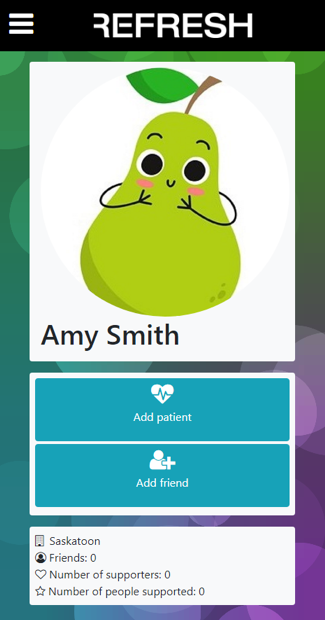 REFRESH
Amy Smith
Add patient
Add friend
Saskatoon
Friends: 0
Number of supporters: 0
Number of people supported: 0